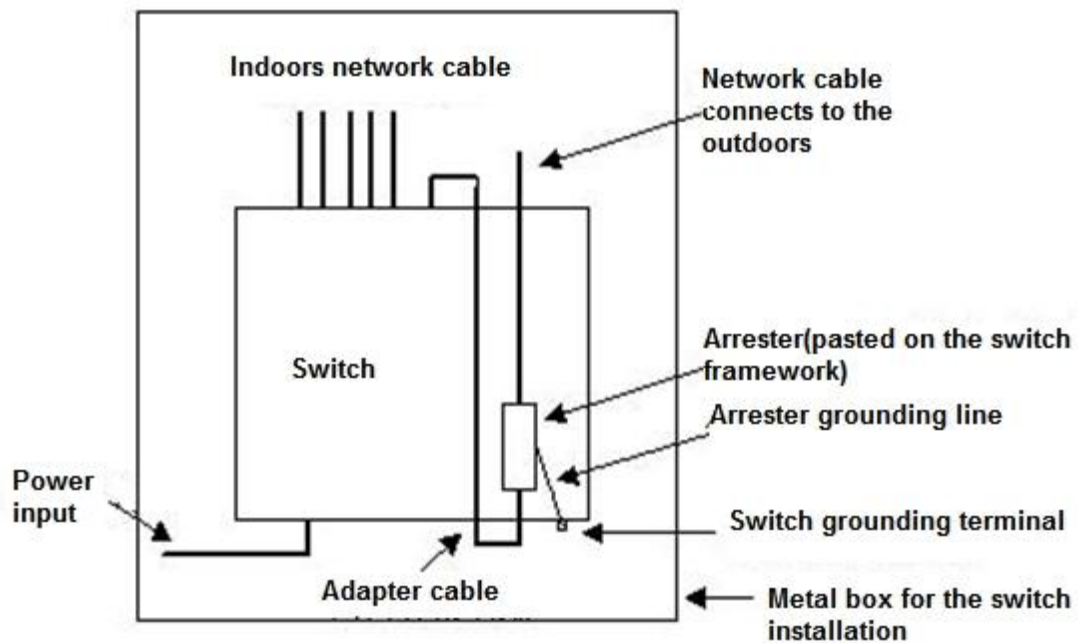 Indoors network cable
Network cable
connects to the
outdoors
Switch
Arrester(pasted on the switch
framework)
Arrester grounding line
Power
input
Switch grounding terminal
Adapter cable
Metal box for the switch
installation